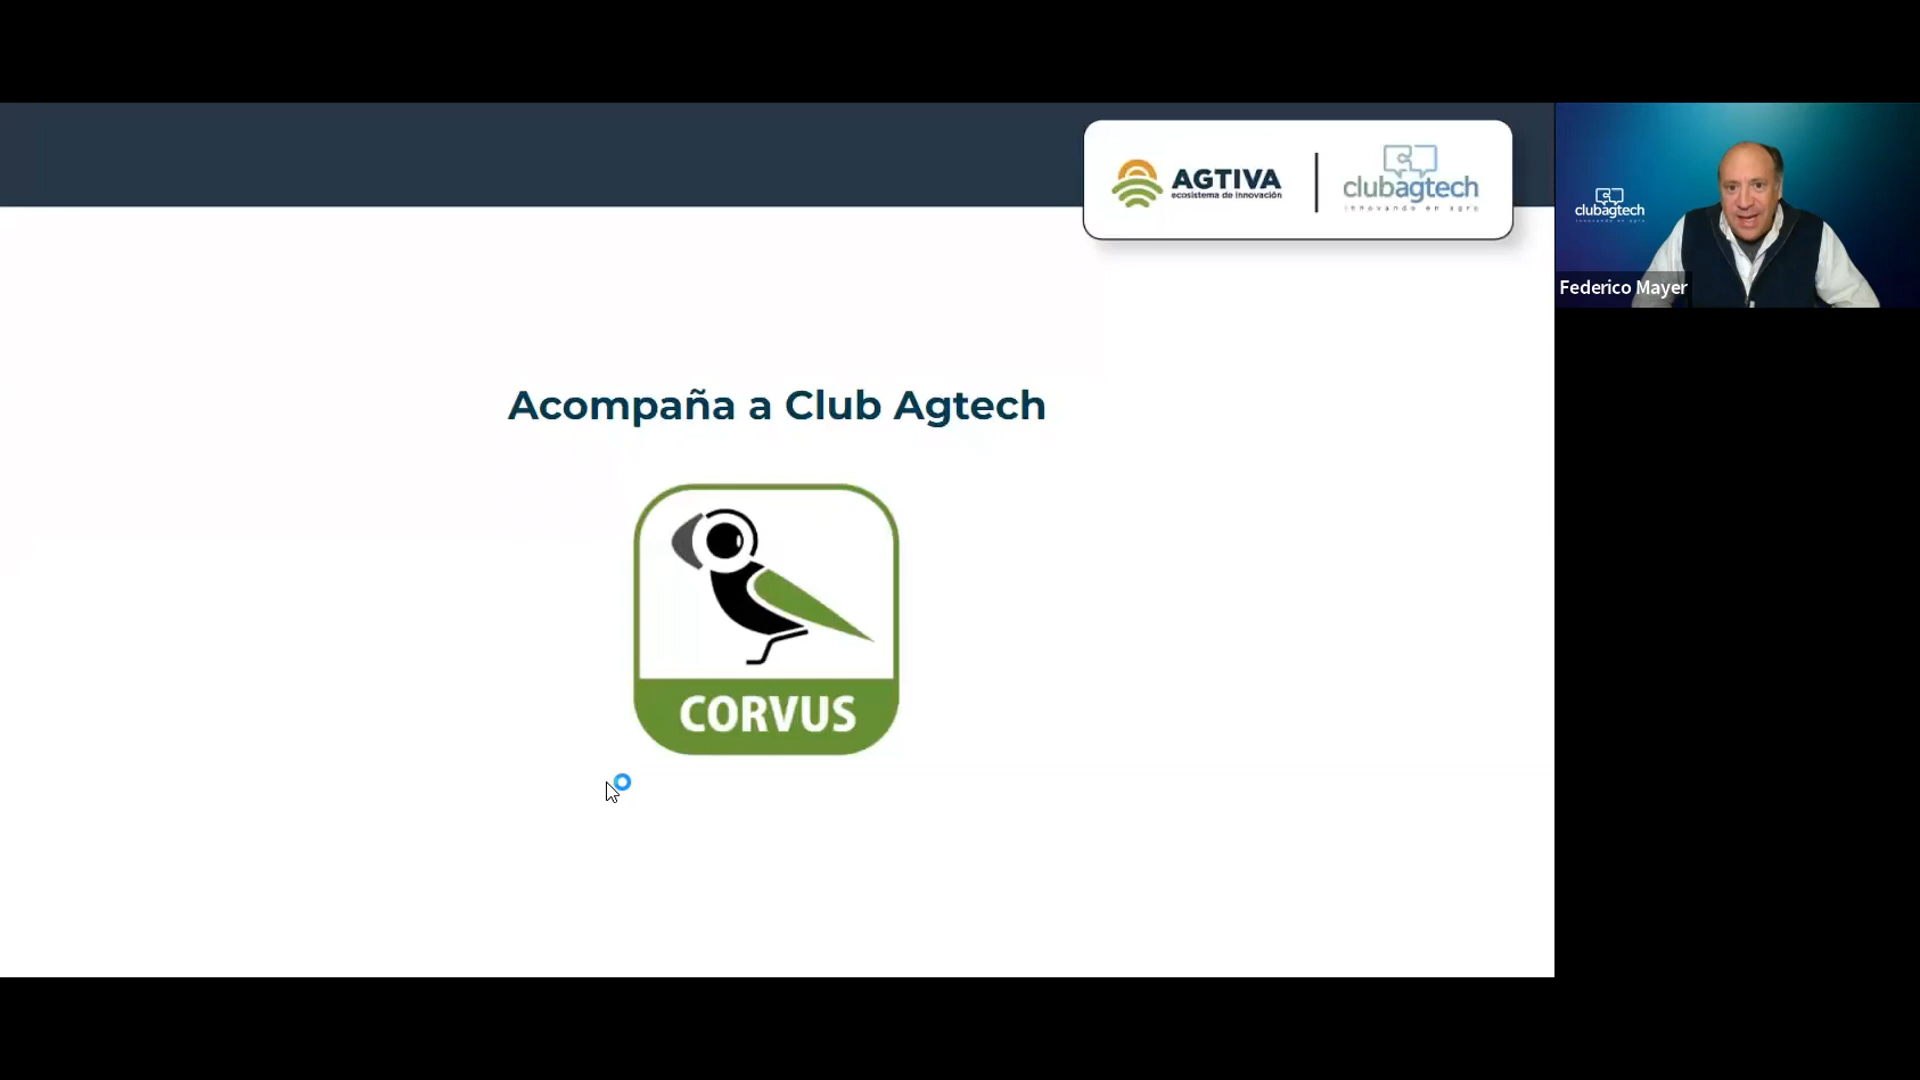 AGTIVA
ecosistema de innovación
clubagtech
innovando en agro
clubagtech
Federico Mayer
Acompaña a Club Agtech
CORVUS